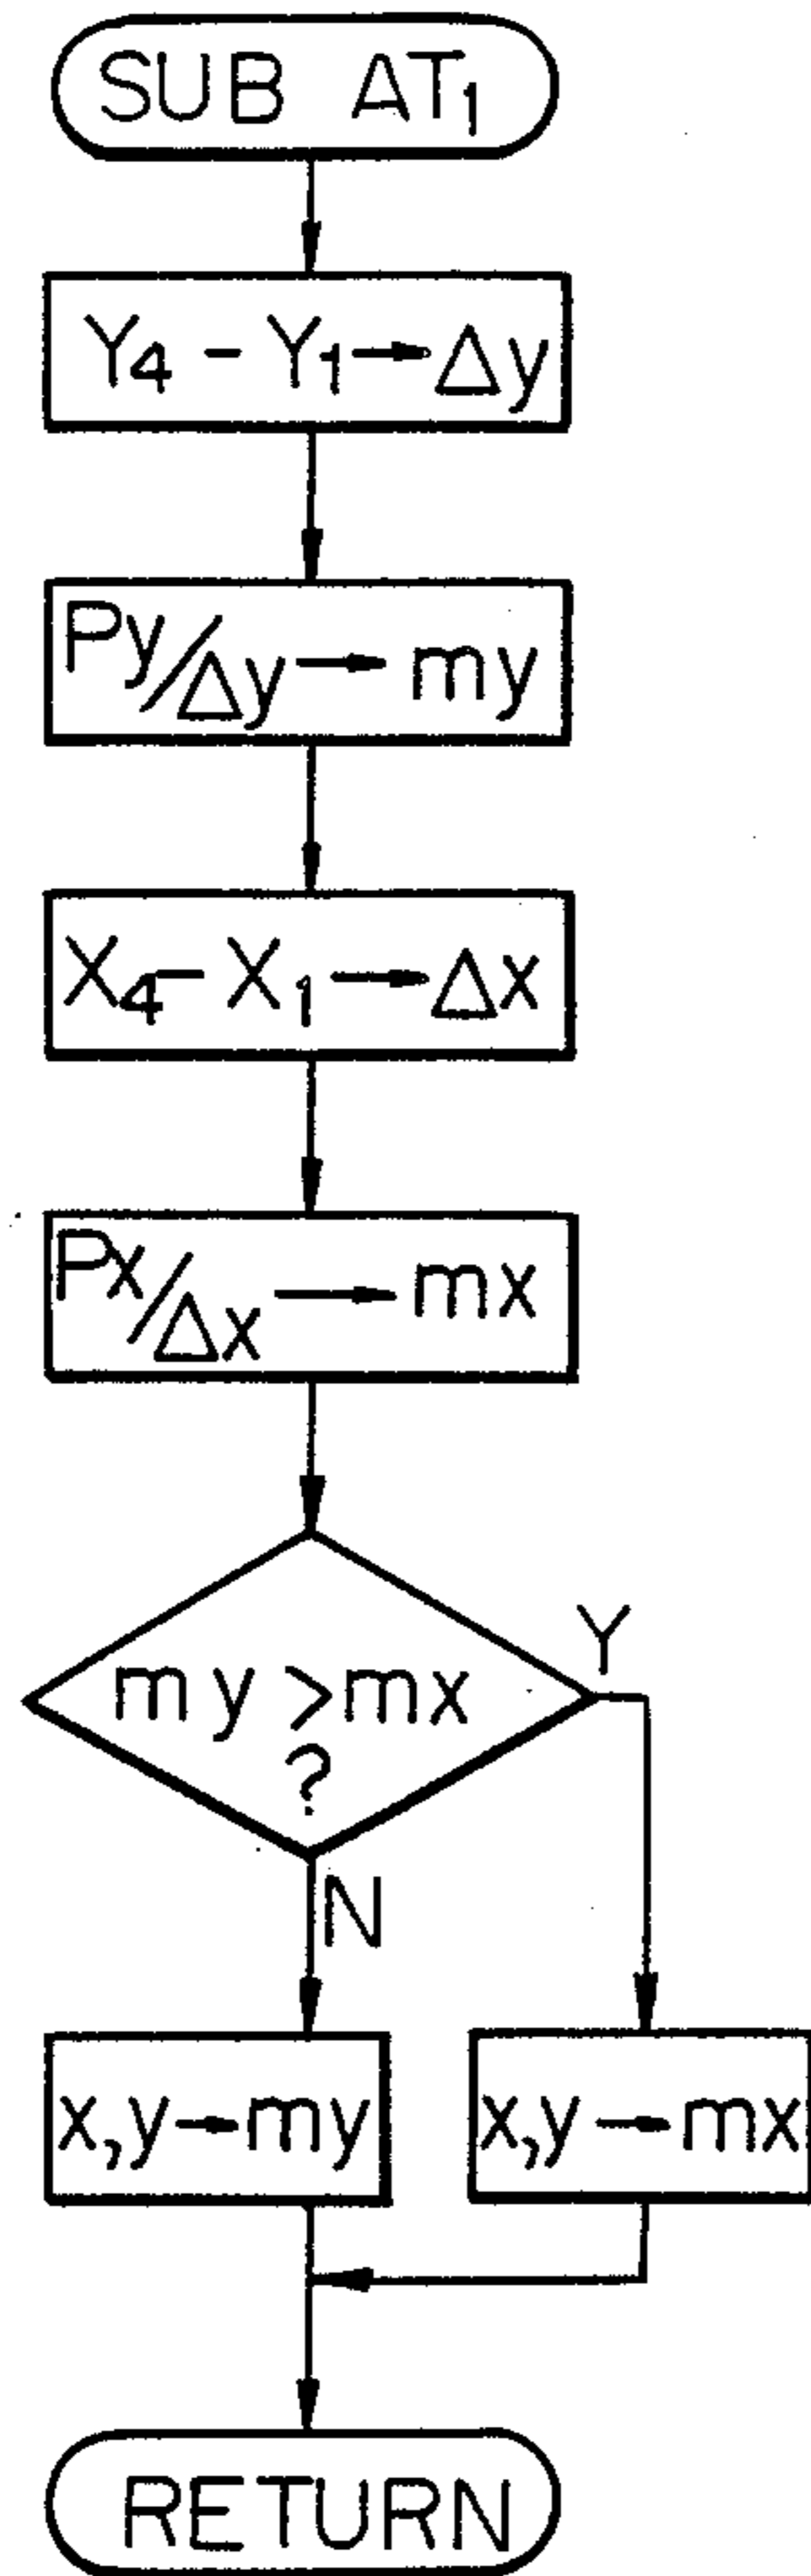 SUB AT₁
Y₄ - Y₁ → Δy
Py/Δy → my
X₄ - X₁ → Δx
Px/Δx → mx
my > mx
?
Y
N
x,y → my
x,y → mx
RETURN